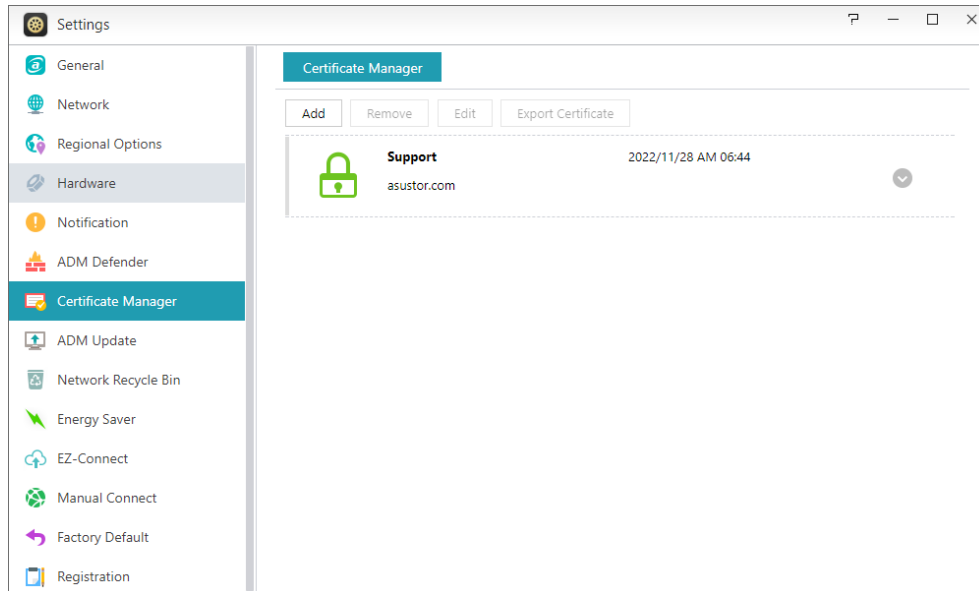 Settings
General
Network
Regional Options
Hardware
Notification
ADM Defender
Certificate Manager
ADM Update
Network Recycle Bin
Energy Saver
EZ-Connect
Manual Connect
Factory Default
Registration
Certificate Manager
Add Remove Edit Export Certificate
Support 2022/11/28 AM 06:44
asustor.com